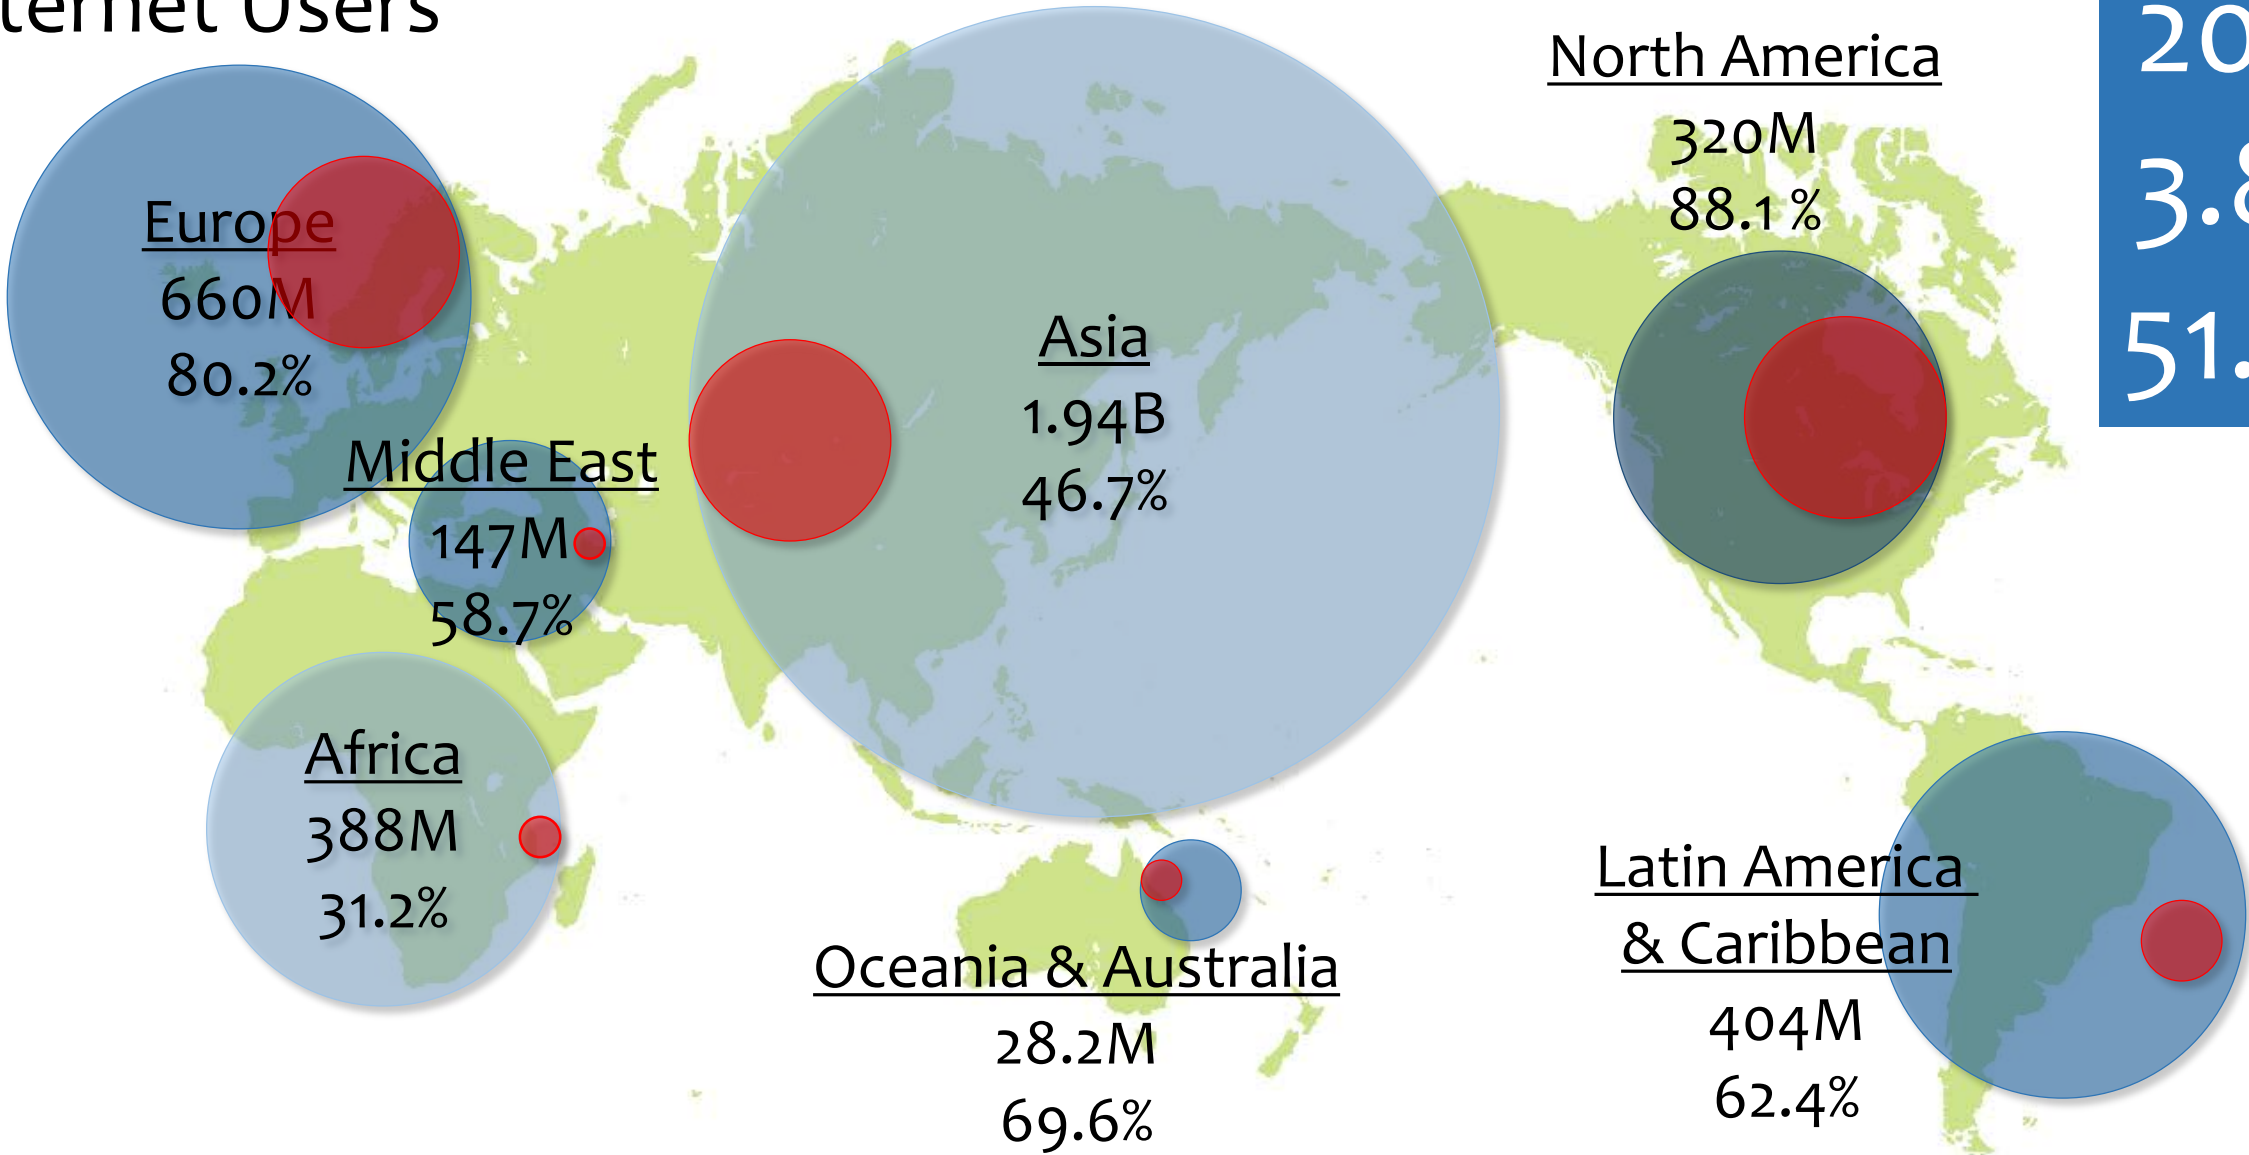 Users
North America
320M
88.1%
Europe
660M
80.2%
Asia
1.94B
46.7%
Middle East
147M
58.7%
Africa
388M
31.2%
Oceania & Australia
28.2M
69.6%
Latin America
& Caribbean
404M
62.4%